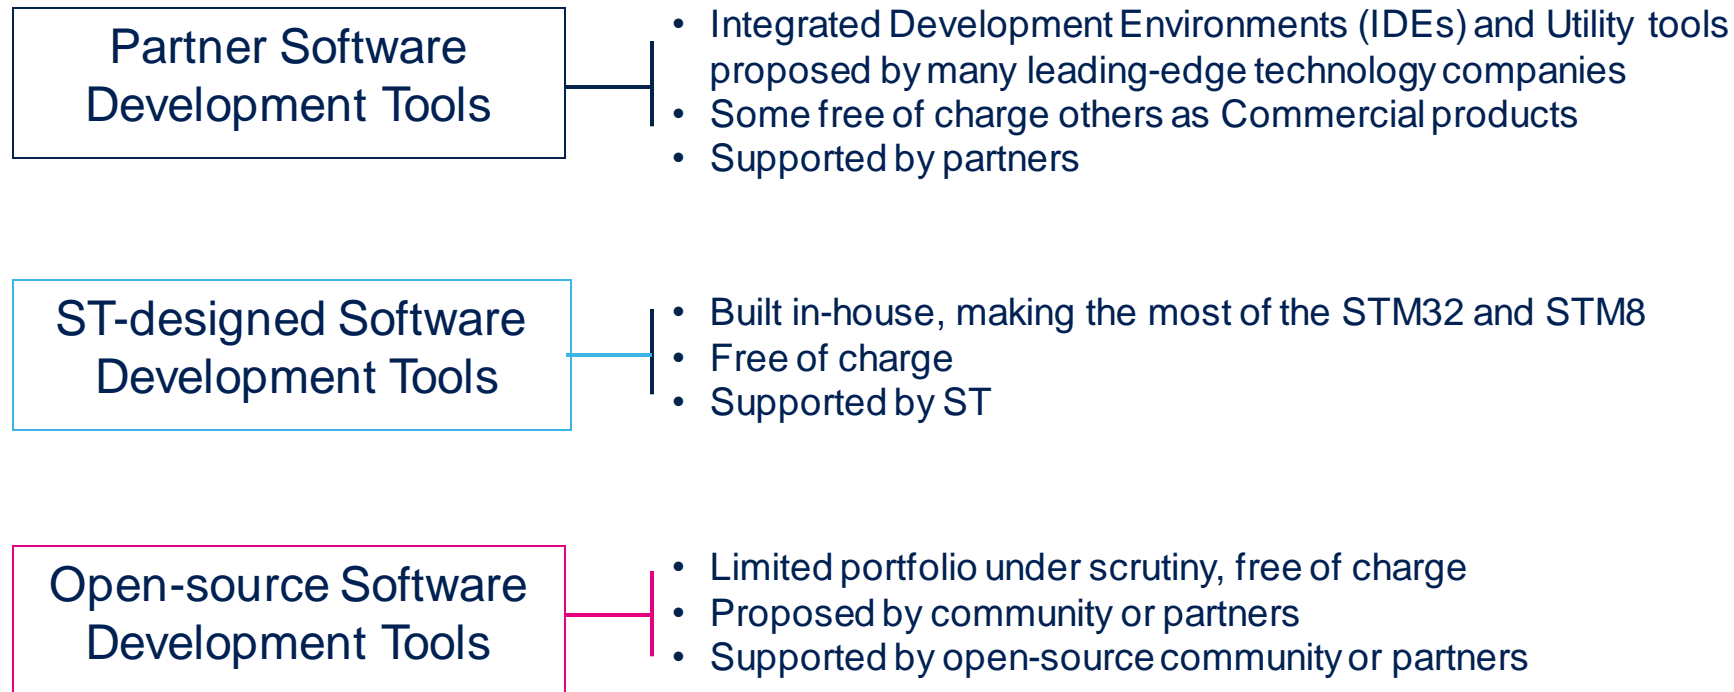 Partner Software
Development Tools
• Integrated Development Environments (IDEs) and Utility tools
proposed by many leading-edge technology companies
• Some free of charge others as Commercial products
• Supported by partners
ST-designed Software
Development Tools
• Built in-house, making the most of the STM32 and STM8
• Free of charge
• Supported by ST
Open-source Software
Development Tools
• Limited portfolio under scrutiny, free of charge
• Proposed by community or partners
• Supported by open-source community or partners